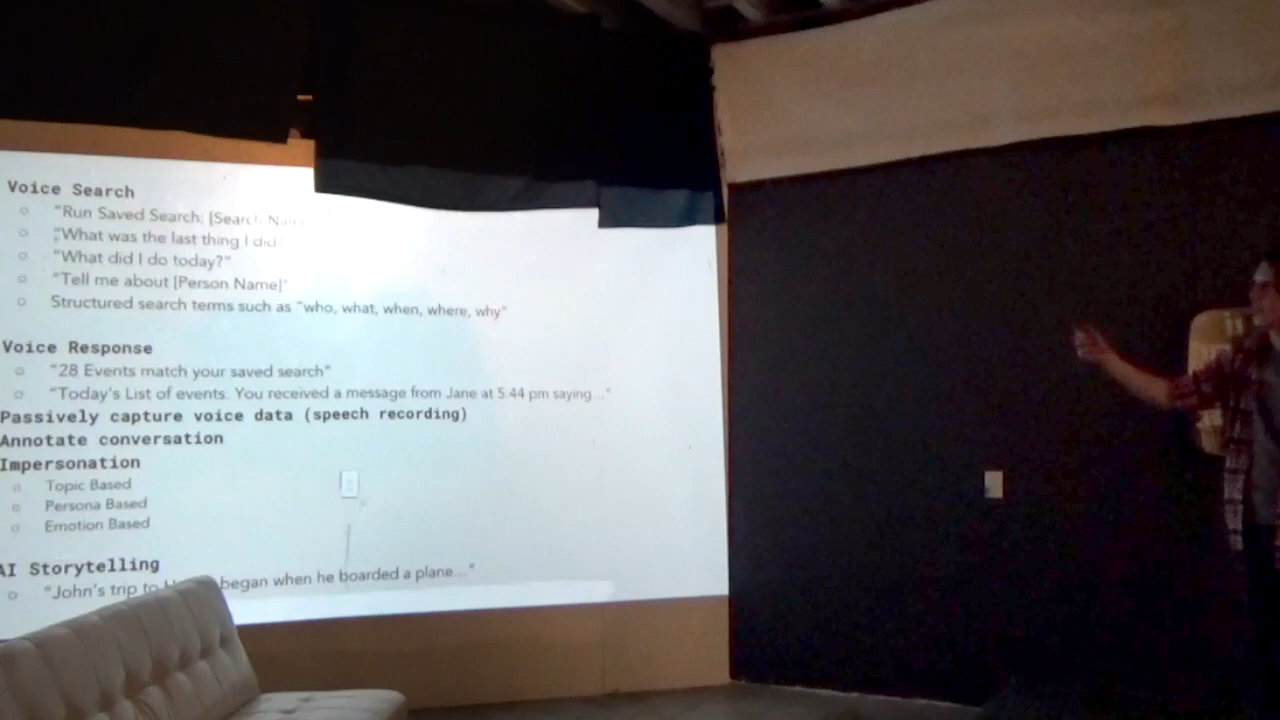 Voice Search
○ "Run Saved Search: [Search
○ "What was the last thing I did
○ "What did I do today?"
○ "Tell me about [Person Name]"
○ Structured search terms such as "who, what, when, where, why"
Voice Response
○ "28 Events match your saved search"
○ "Today's List of events. You received a message from Jane at 5:44 pm saying..."
Passively capture voice data (speech recording)
Annotate conversation
Impersonation
○ Topic Based
○ Persona Based
○ Emotion Based
AI Storytelling
○ "John's trip to began when he boarded a plane..."